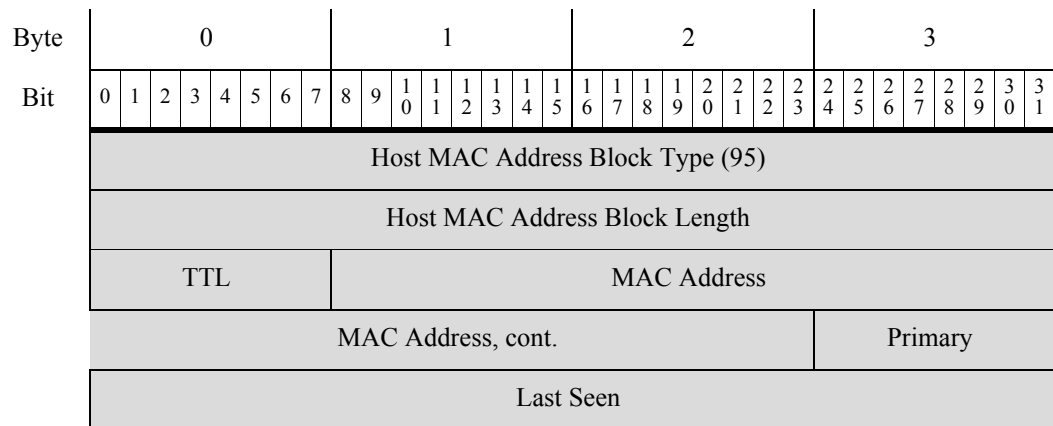 Byte 0 1 2 3
Bit 0 1 2 3 4 5 6 7 8 9 10 11 12 13 14 15 16 17 18 19 20 21 22 23 24 25 26 27 28 29 30 31
Host MAC Address Block Type (95)
Host MAC Address Block Length
TTL MAC Address
MAC Address, cont. Primary
Last Seen